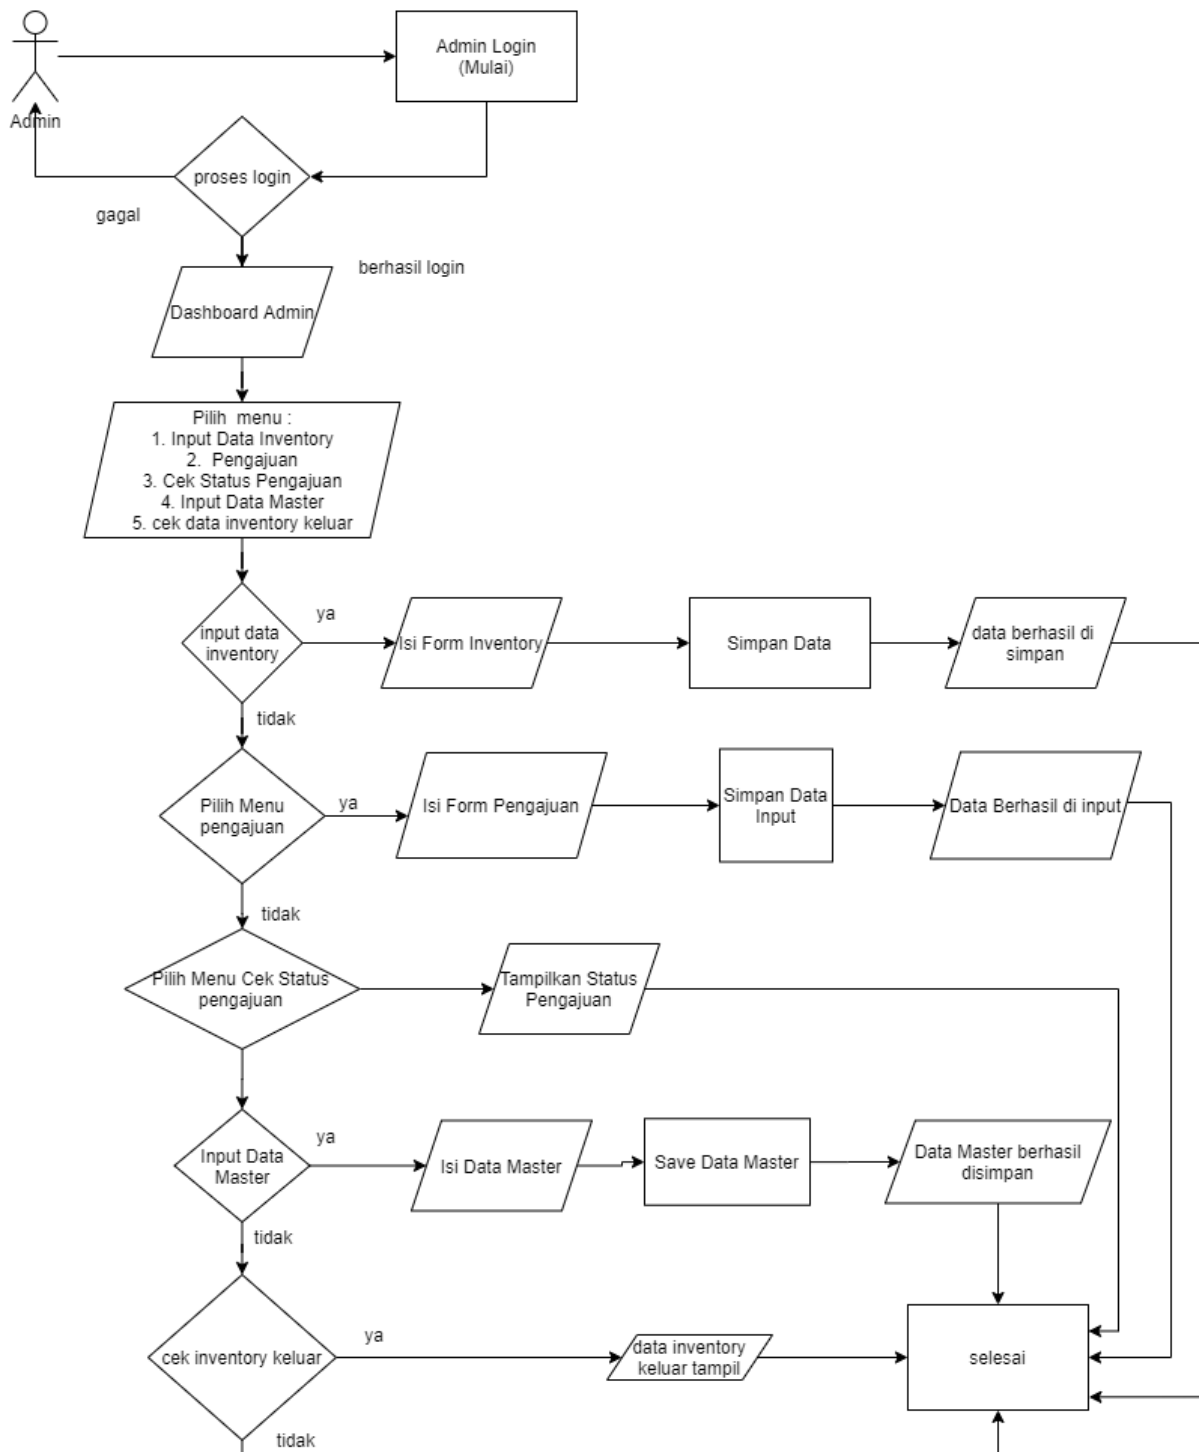 Admin Login
(Mulai)
Admin
proses login
gagal
berhasil login
Dashboard Admin
Pilih menu :
1. Input Data Inventory
2. Pengajuan
3. Cek Status Pengajuan
4. Input Data Master
5. cek data inventory keluar
input data
inventory
ya
Isi Form Inventory
Simpan Data
data berhasil di
simpan
tidak
Pilih Menu
pengajuan
ya
Isi Form Pengajuan
Simpan Data
Input
Data Berhasil di input
tidak
Pilih Menu Cek Status
pengajuan
Tampilkan Status
Pengajuan
Input Data
Master
ya
Isi Data Master
Save Data Master
Data Master berhasil
disimpan
tidak
cek inventory keluar
ya
data inventory
keluar tampil
selesai
tidak